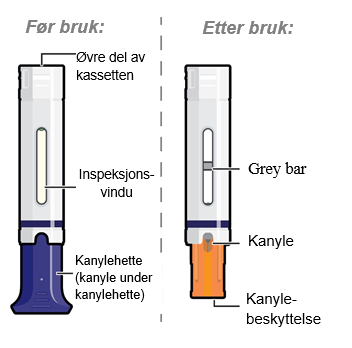 Før bruk:
Øvre del av
kassetten
Inspeksjons-
vindu
Kanylehette
(kanyle under
kanylehette)
Etter bruk:
Grey bar
Kanyle
Kanyle-
beskyttelse